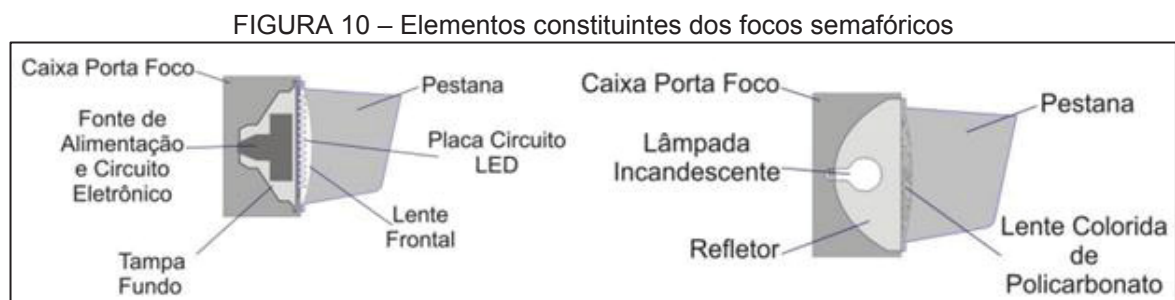 FIGURA 10 – Elementos constituintes dos focos semafóricos
Caixa Porta Foco
Fonte de
Alimentação
e Circuito
Eletrônico
Tampa
Fundo
Pestana
Placa Circuito
LED
Lente
Frontal
Caixa Porta Foco
Lâmpada
Incandescente
Refletor
Pestana
Lente Colorida
de
Policarbonato